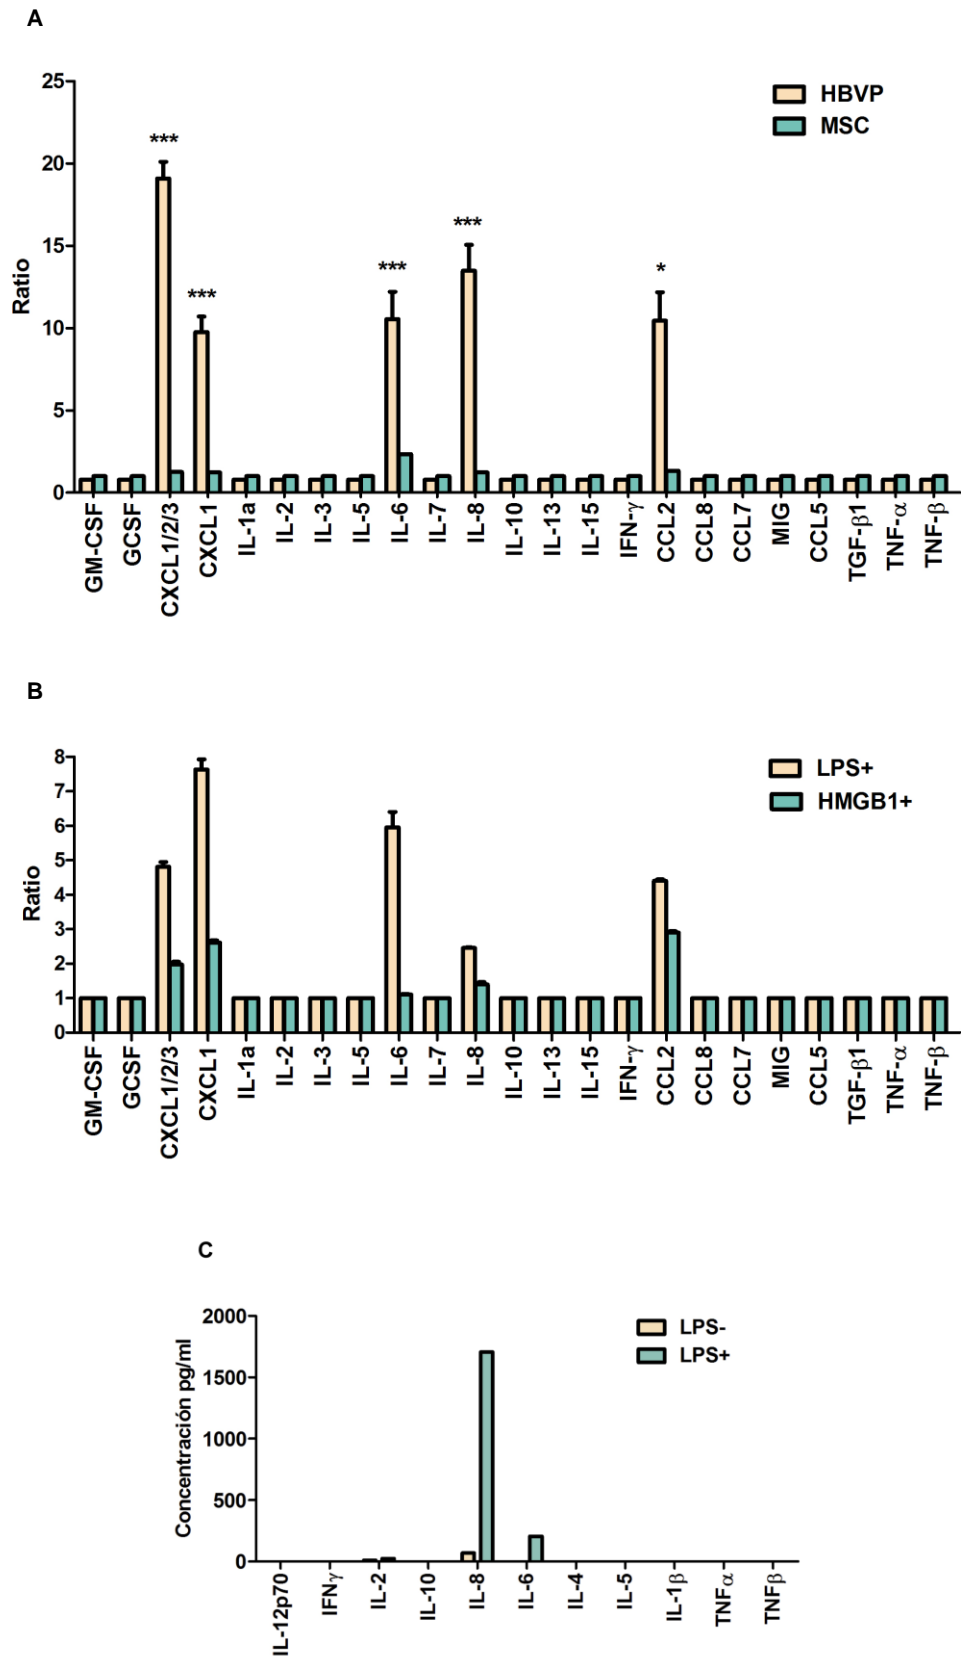 A
25
20
15
10
5
0
Ratio
HBVP
MSC
***
***
***
***
*
GM-CSF
GCSF
CXCL1/2/3
CXCL1
IL-1a
IL-2
IL-3
IL-5
IL-6
IL-7
IL-8
IL-10
IL-13
IL-15
IFN-γ
CCL2
CCL8
CCL7
MIG
CCL5
TGF-β1
TNF-α
TNF-β
B
8
7
6
5
4
3
2
1
0
Ratio
LPS+
HMGB1+
GM-CSF
GCSF
CXCL1/2/3
CXCL1
IL-1a
IL-2
IL-3
IL-5
IL-6
IL-7
IL-8
IL-10
IL-13
IL-15
IFN-γ
CCL2
CCL8
CCL7
MIG
CCL5
TGF-β1
TNF-α
TNF-β
C
2000
1500
1000
500
0
Concentración pg/ml
LPS-
LPS+
IL-12p70
IFNγ
IL-2
IL-10
IL-8
IL-6
IL-4
IL-5
IL-1β
TNFα
TNFβ